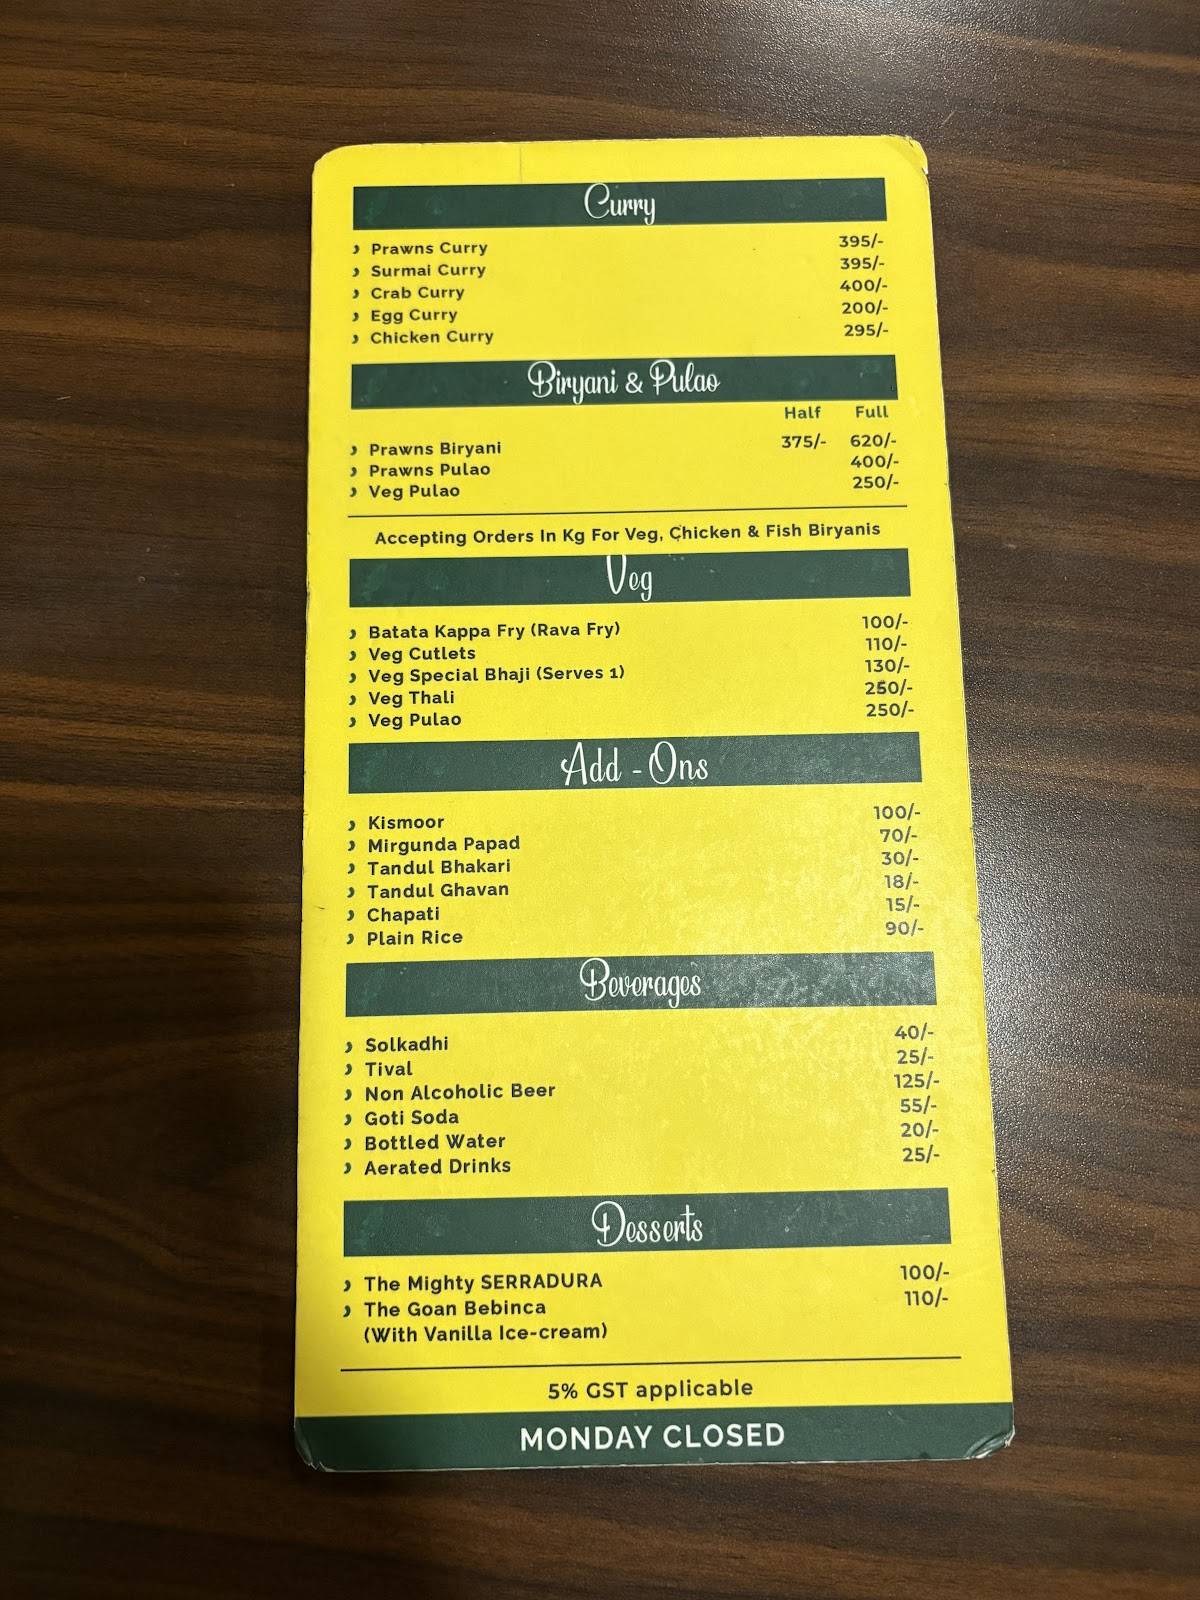 Curry
Prawns Curry 395/-
Surmai Curry 395/-
Crab Curry 400/-
Egg Curry 200/-
Chicken Curry 295/-
Biryani & Pulao
Half Full
Prawns Biryani 375/- 620/-
Prawns Pulao 400/-
Veg Pulao 250/-
Accepting Orders In Kg For Veg, Chicken & Fish Biryanis
Veg
Batata Kappa Fry (Rava Fry) 100/-
Veg Cutlets 110/-
Veg Special Bhaji (Serves 1) 130/-
Veg Thali 250/-
Veg Pulao 250/-
Add - Ons
Kismoor 100/-
Mirgunda Papad 70/-
Tandul Bhakari 30/-
Tandul Ghavan 18/-
Chapati 15/-
Plain Rice 90/-
Beverages
Solkadhi 40/-
Tival 25/-
Non Alcoholic Beer 125/-
Goti Soda 55/-
Bottled Water 20/-
Aerated Drinks 25/-
Desserts
The Mighty SERRADURA 100/-
The Goan Bebinca 110/-
(With Vanilla Ice-cream)
5% GST applicable
MONDAY CLOSED